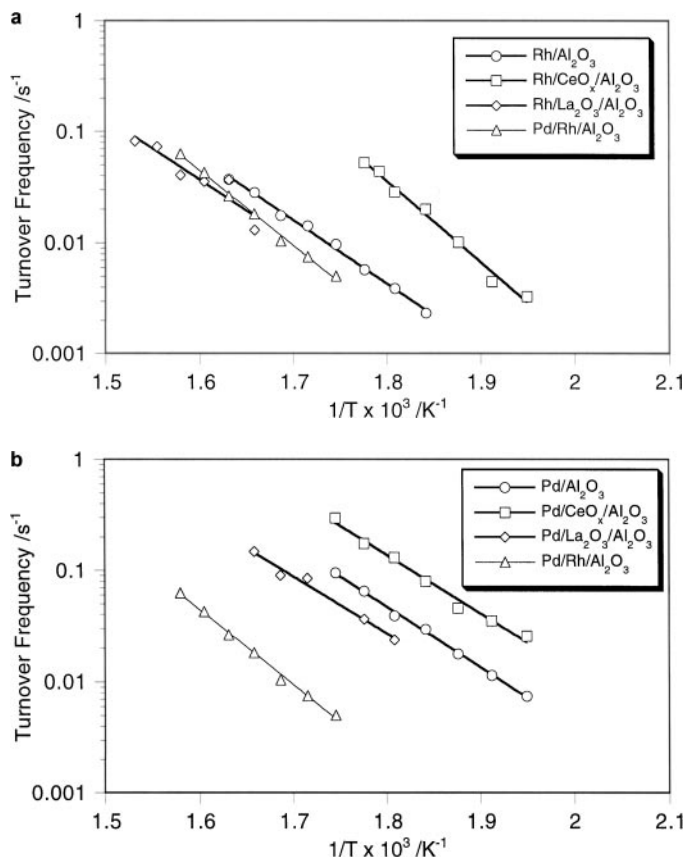 a
1
0.1
0.01
0.001
Turnover Frequency /s⁻¹
Rh/Al₂O₃
Rh/CeOₓ/Al₂O₃
Rh/La₂O₃/Al₂O₃
Pd/Rh/Al₂O₃
1.5 1.6 1.7 1.8 1.9 2 2.1
1/T x 10³ /K⁻¹
b
1
0.1
0.01
0.001
Turnover Frequency /s⁻¹
Pd/Al₂O₃
Pd/CeOₓ/Al₂O₃
Pd/La₂O₃/Al₂O₃
Pd/Rh/Al₂O₃
1.5 1.6 1.7 1.8 1.9 2 2.1
1/T x 10³ /K⁻¹